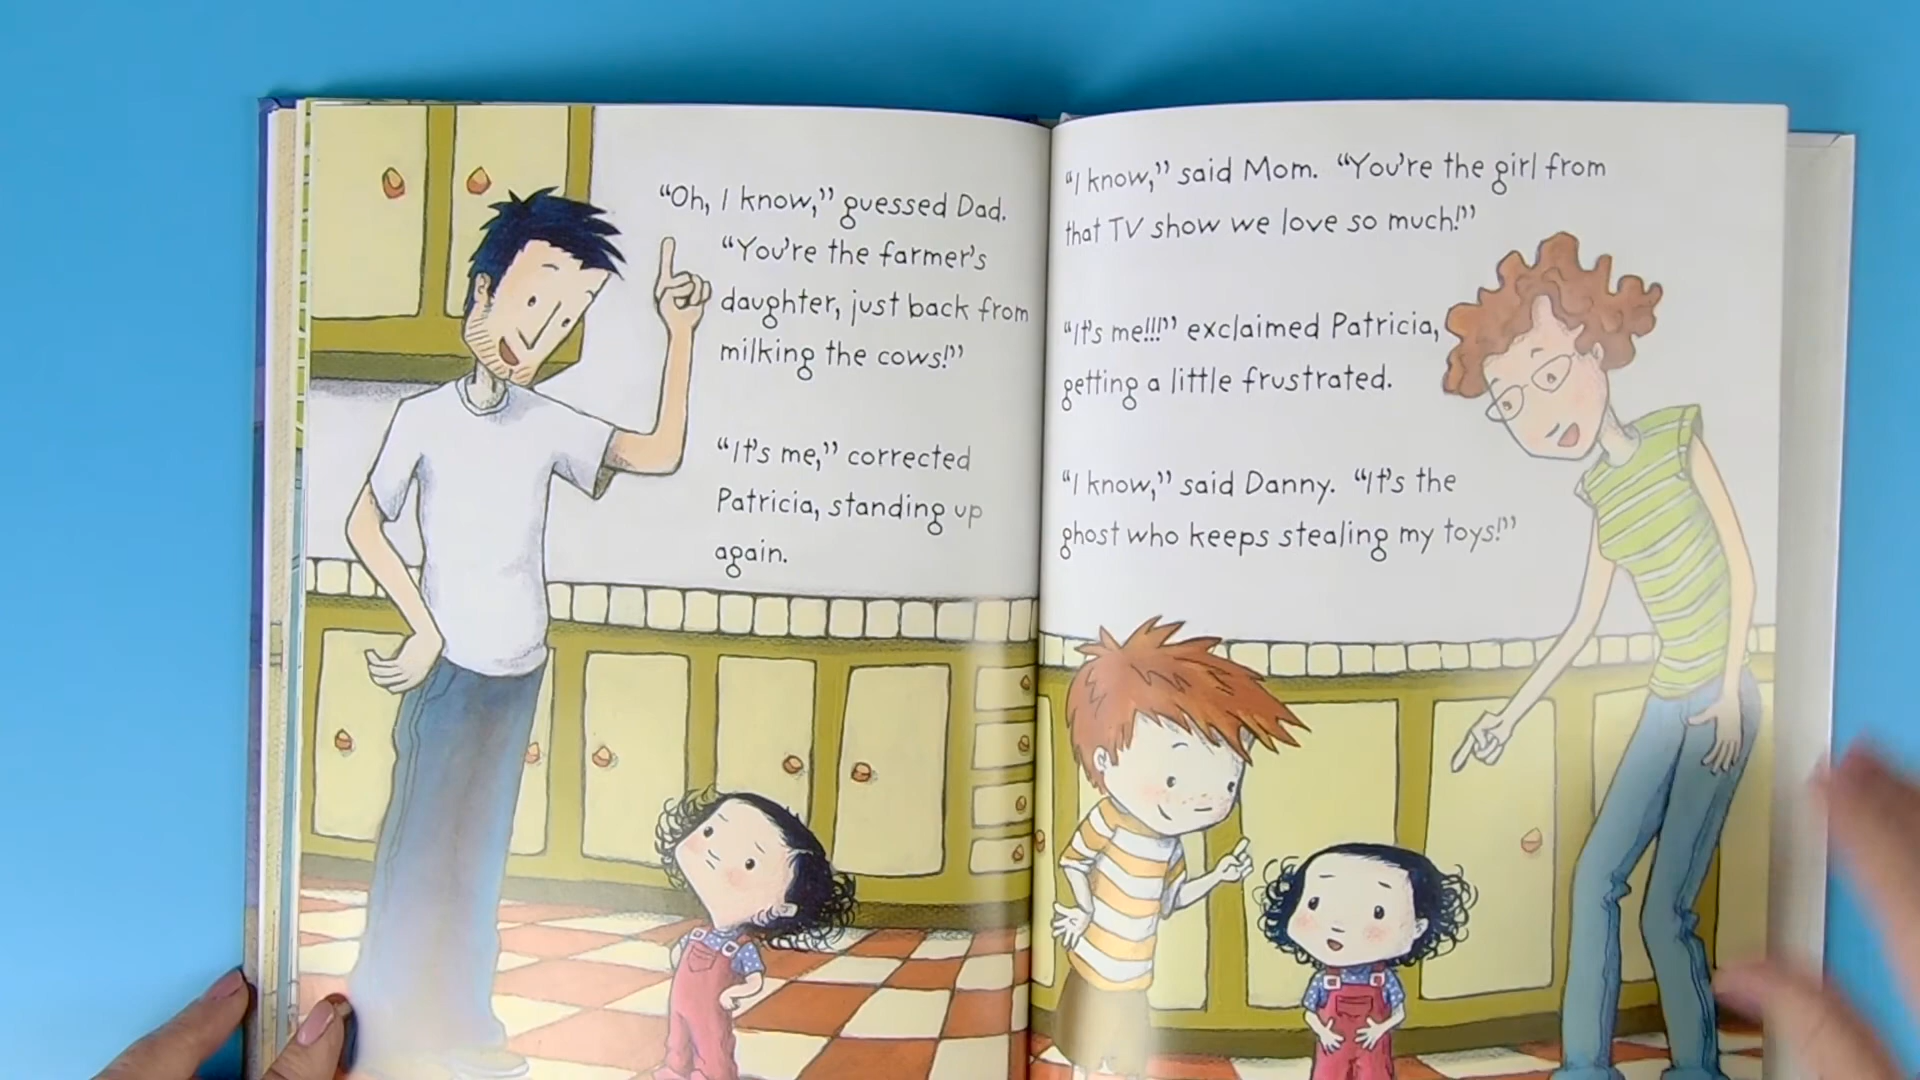 “Oh, I know,” guessed Dad.
“You’re the farmer’s
daughter, just back from
milking the cows!”
“It’s me,” corrected
Patricia, standing up
again.
“I know,” said Mom. “You’re the girl from
that TV show we love so much!”
“It’s me!!!” exclaimed Patricia,
getting a little frustrated.
“I know,” said Danny. “It’s the
ghost who keeps stealing my toys!”